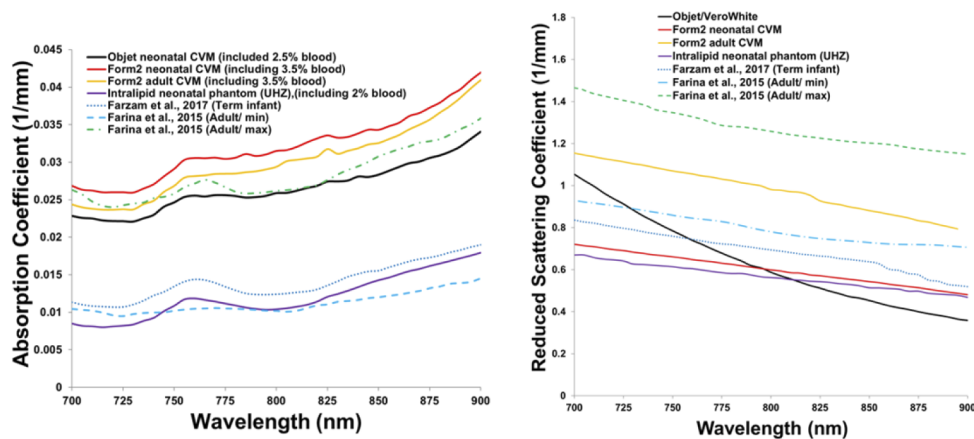 Absorption Coefficient (1/mm)
0.045
0.04
0.035
0.03
0.025
0.02
0.015
0.01
0.005
0
Objet neonatal CVM (included 2.5% blood)
Form2 neonatal CVM (including 3.5% blood)
Form2 adult CVM (including 3.5% blood)
Intralipid neonatal phantom (UHZ),(including 2% blood)
Farzam et al., 2017 (Term infant)
Farina et al., 2015 (Adult/ min)
Farina et al., 2015 (Adult/ max)
700 725 750 775 800 825 850 875 900
Wavelength (nm)
Reduced Scattering Coefficient (1/mm)
1.8
1.6
1.4
1.2
1
0.8
0.6
0.4
0.2
0
Objet/VeroWhite
Form2 neonatal CVM
Form2 adult CVM
Intralipid neonatal phantom (UHZ)
Farzam et al., 2017 (Term infant)
Farina et al., 2015 (Adult/ min)
Farina et al., 2015 (Adult/ max)
700 725 750 775 800 825 850 875 900
Wavelength (nm)